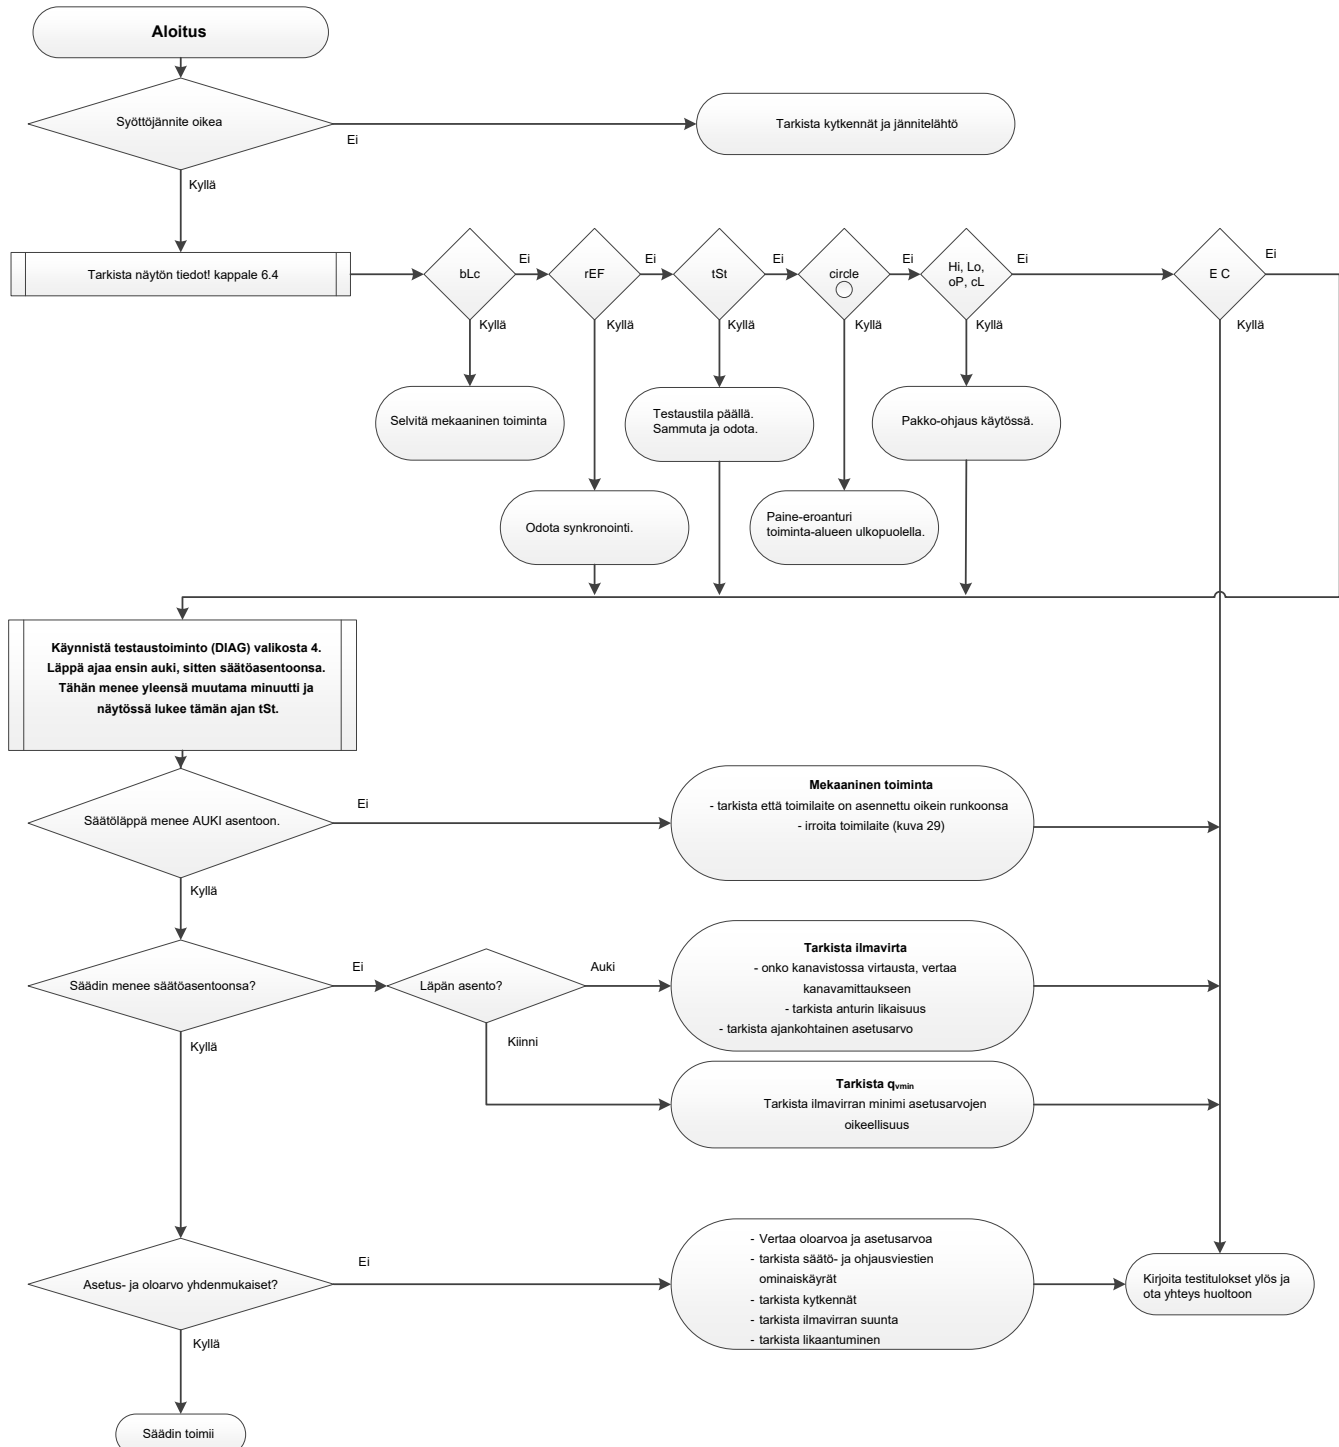 Aloitus
Syöttöjännite oikea
Ei
Tarkista kytkennät ja jännitelähtö
Kyllä
Tarkista näytön tiedot! kappale 6.4
bLc
Ei
rEF
Ei
tSt
Ei
circle
Ei
Hi, Lo,
oP, cL
Ei
E C
Ei
Kyllä
Kyllä
Kyllä
Kyllä
Kyllä
Kyllä
Selvitä mekaaninen toiminta
Testaustila päällä.
Sammuta ja odota.
Pakko-ohjaus käytössä.
Odota synkronointi.
Paine-eroanturi
toiminta-alueen ulkopuolella.
Käynnistä testaustoiminto (DIAG) valikosta 4.
Läppä ajaa ensin auki, sitten säätöasentoonsa.
Tähän menee yleensä muutama minuutti ja
näytössä lukee tämän ajan tSt.
Säätöläppä menee AUKI asentoon.
Ei
Mekaaninen toiminta
- tarkista että toimilaite on asennettu oikein runkoonsa
- irroita toimilaite (kuva 29)
Kyllä
Säädin menee säätöasentoonsa?
Ei
Läpän asento?
Auki
Tarkista ilmavirta
- onko kanavistossa virtausta, vertaa
kanavamittaukseen
- tarkista anturin likaisuus
- tarkista ajankohtainen asetusarvo
Kyllä
Kiinni
Tarkista qvmin
Tarkista ilmavirran minimi asetusarvojen
oikeellisuus
Asetus- ja oloarvo yhdenmukaiset?
Ei
- Vertaa oloarvoa ja asetusarvoa
- tarkista säätö- ja ohjausviestien
ominaiskäyrät
- tarkista kytkennät
- tarkista ilmavirran suunta
- tarkista likaantuminen
Kirjoita testitulokset ylös ja
ota yhteys huoltoon
Kyllä
Säädin toimii